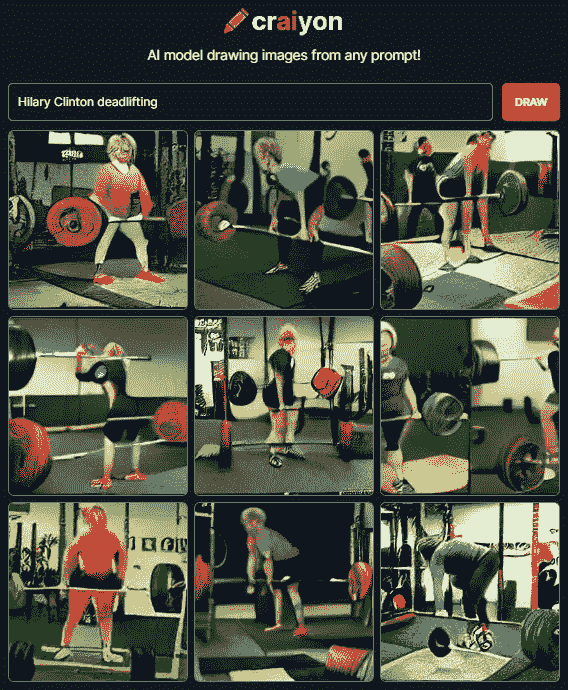 craiyon
AI model drawing images from any prompt!
Hilary Clinton deadlifting
DRAW